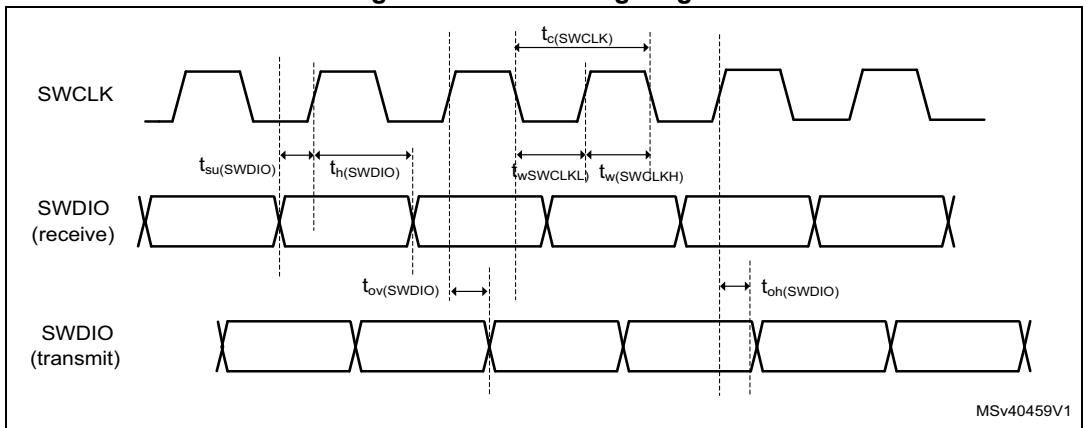 tc(SWCLK)
SWCLK
tsu(SWDIO) th(SWDIO) twSWCLKL) tw(SWCLKH)
SWDIO
(receive)
tov(SWDIO) toh(SWDIO)
SWDIO
(transmit)
MSv40459V1